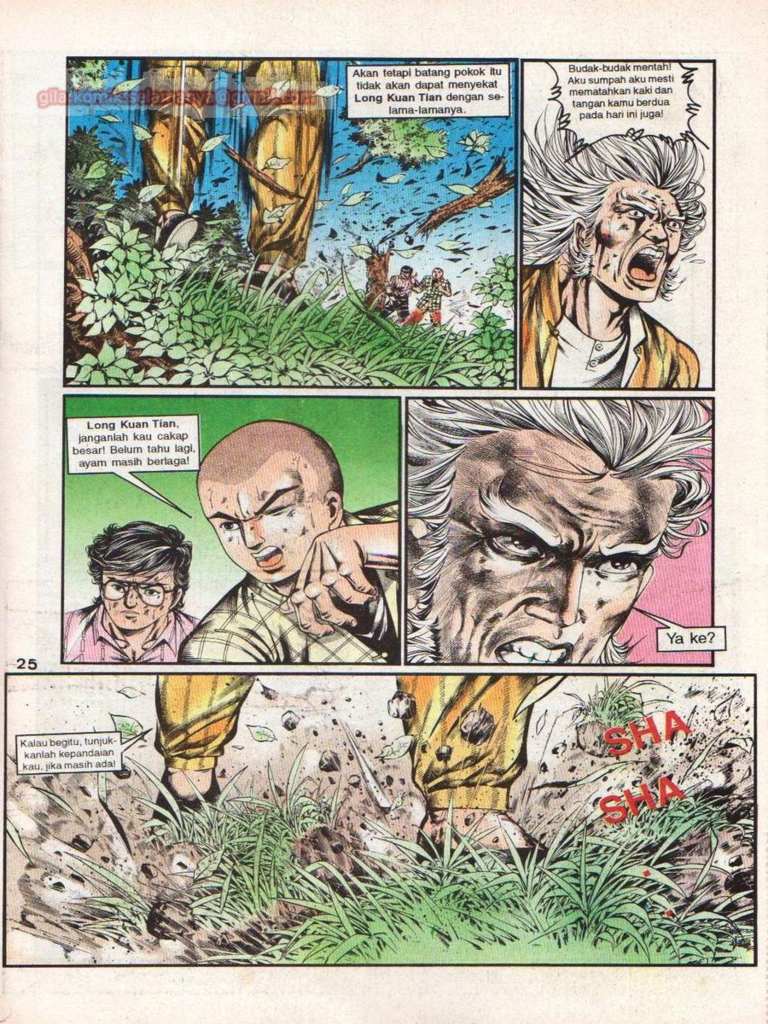 Akan tetapi batang pokok itu
tidak akan dapat menyekat
Long Kuan Tian dengan se-
lama-lamanya.
Budak-budak mentah!
Aku sumpah aku mesti
mematahkan kaki dan
tangan kamu berdua
pada hari ini juga!
Long Kuan Tian,
janganlah kau cakap
besar! Belum tahu lagi,
ayam masih berlaga!
Ya ke?
25
Kalau begitu, tunjuk-
kanlah kepandaian
kau, jika masih ada!
SHA
SHA